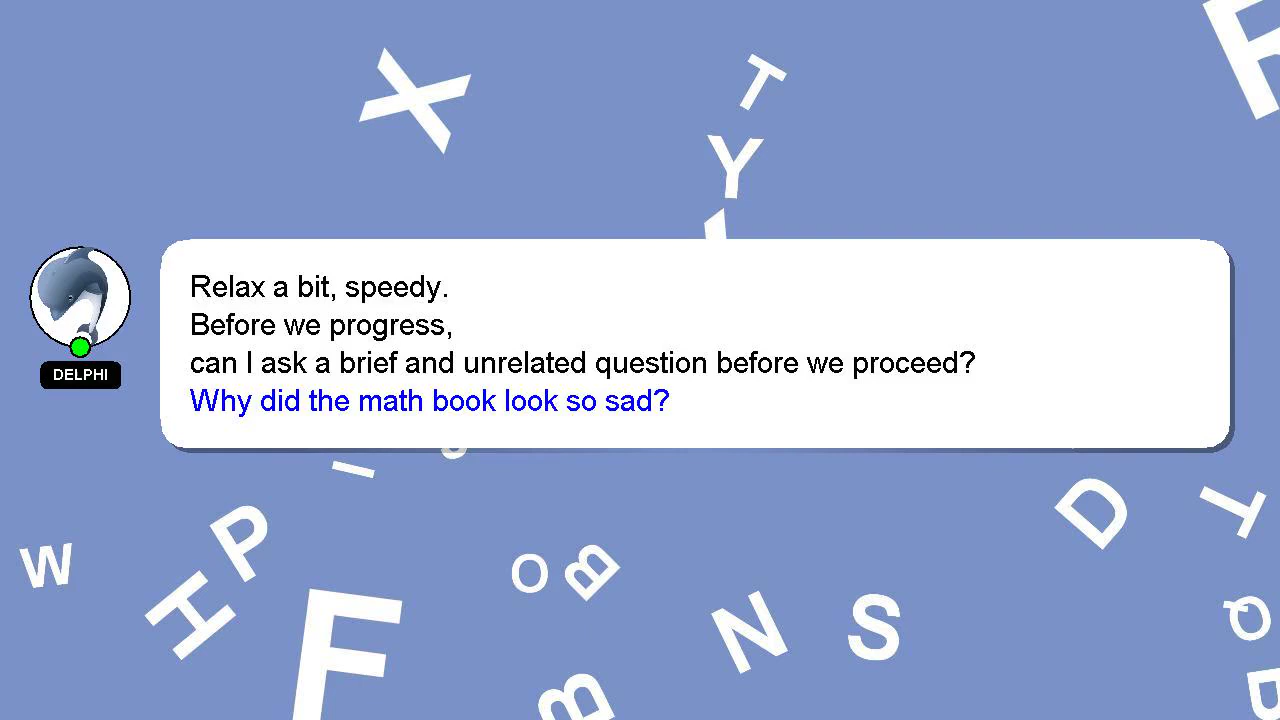 X
T
Y
Relax a bit, speedy.
Before we progress,
can I ask a brief and unrelated question before we proceed?
Why did the math book look so sad?
DELPHI
I
D
T
P
W
H
O
B
F
N
S
B